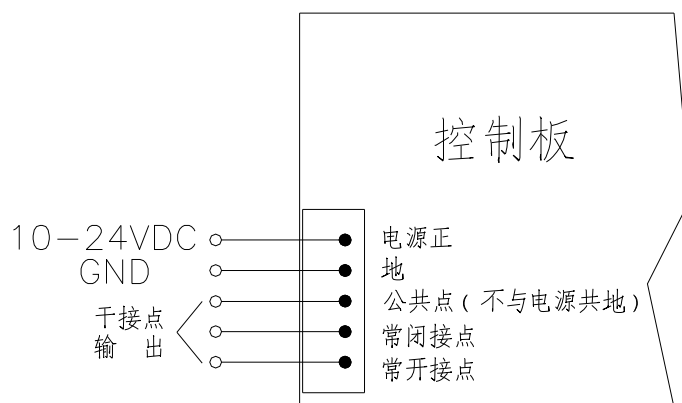 控制板
10-24VDC
GND
干接点
输 出
电源正
地
公共点(不与电源共地)
常闭接点
常开接点